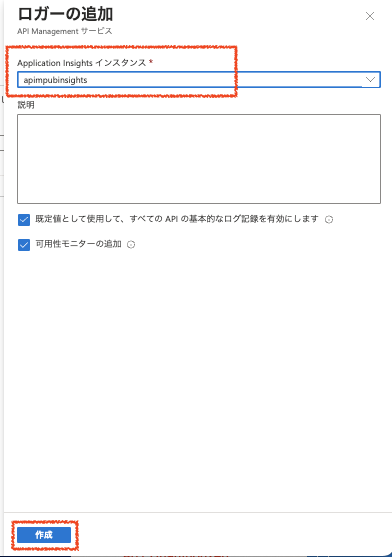 ロガーの追加
API Management サービス
Application Insights インスタンス *
apimpubinsights
説明
既定値として使用して、すべての API の基本的なログ記録を有効にします
可用性モニターの追加
作成